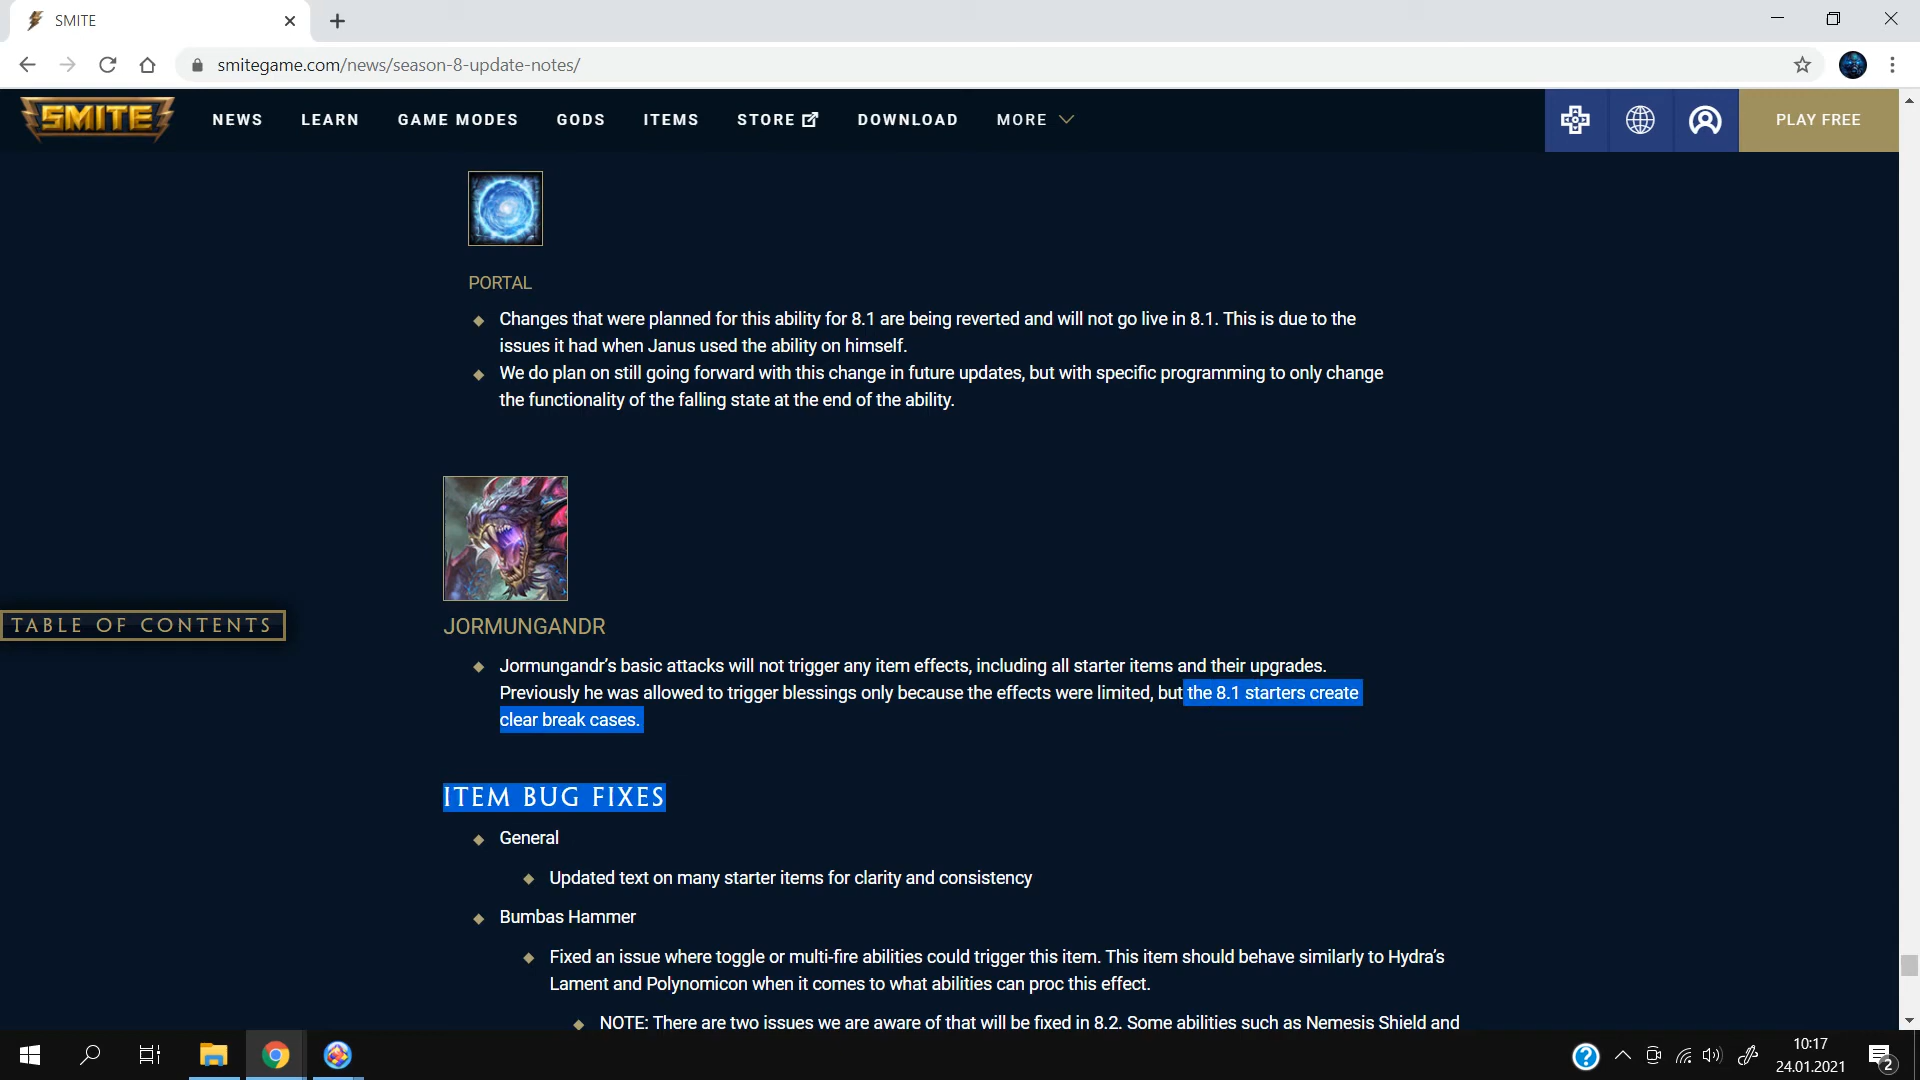 SMITE
smitegame.com/news/season-8-update-notes/
SMITE
NEWS LEARN GAME MODES GODS ITEMS STORE DOWNLOAD MORE PLAY FREE
PORTAL
Changes that were planned for this ability for 8.1 are being reverted and will not go live in 8.1. This is due to the
issues it had when Janus used the ability on himself.
We do plan on still going forward with this change in future updates, but with specific programming to only change
the functionality of the falling state at the end of the ability.
TABLE OF CONTENTS
JORMUNGANDR
Jormungandr’s basic attacks will not trigger any item effects, including all starter items and their upgrades.
Previously he was allowed to trigger blessings only because the effects were limited, but the 8.1 starters create
clear break cases.
ITEM BUG FIXES
General
Updated text on many starter items for clarity and consistency
Bumbas Hammer
Fixed an issue where toggle or multi-fire abilities could trigger this item. This item should behave similarly to Hydra’s
Lament and Polynomicon when it comes to what abilities can proc this effect.
NOTE: There are two issues we are aware of that will be fixed in 8.2. Some abilities such as Nemesis Shield and
10:17
24.01.2021
2